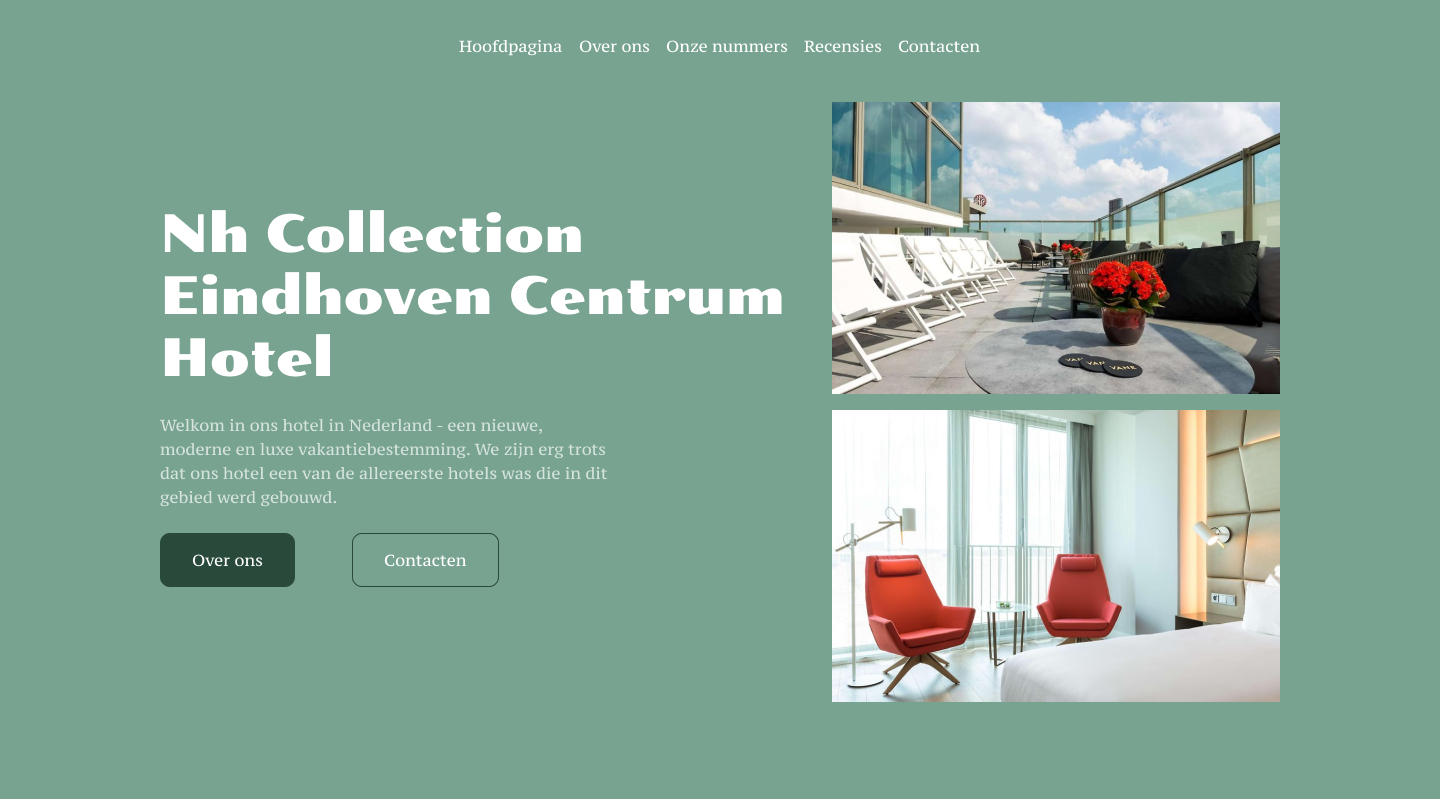 Hoofdpagina Over ons Onze nummers Recensies Contacten
Nh Collection
Eindhoven Centrum
Hotel
Welkom in ons hotel in Nederland - een nieuwe,
moderne en luxe vakantiebestemming. We zijn erg trots
dat ons hotel een van de allereerste hotels was die in dit
gebied werd gebouwd.
Over ons Contacten
VANE